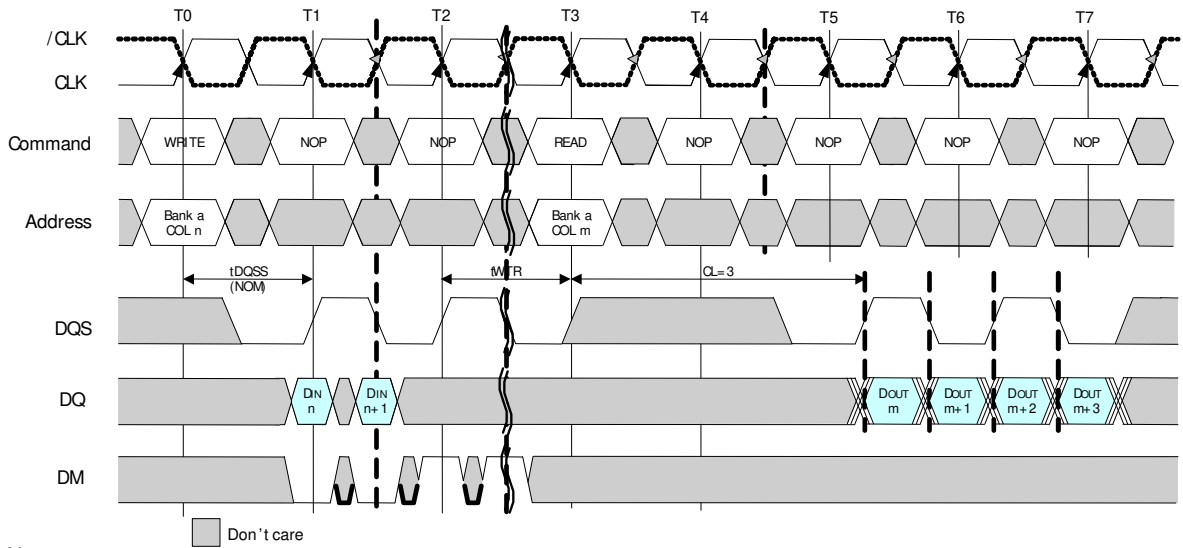 T0 T1 T2 T3 T4 T5 T6 T7
/CLK
CLK
Command WRITE NOP NOP READ NOP NOP NOP NOP
Address Bank a COL n Bank a COL m
tDQSS (NOM) tWTR CL=3
DQS
DQ DIN n DIN n+1 DOUT m DOUT m+1 DOUT m+2 DOUT m+3
DM
Don't care